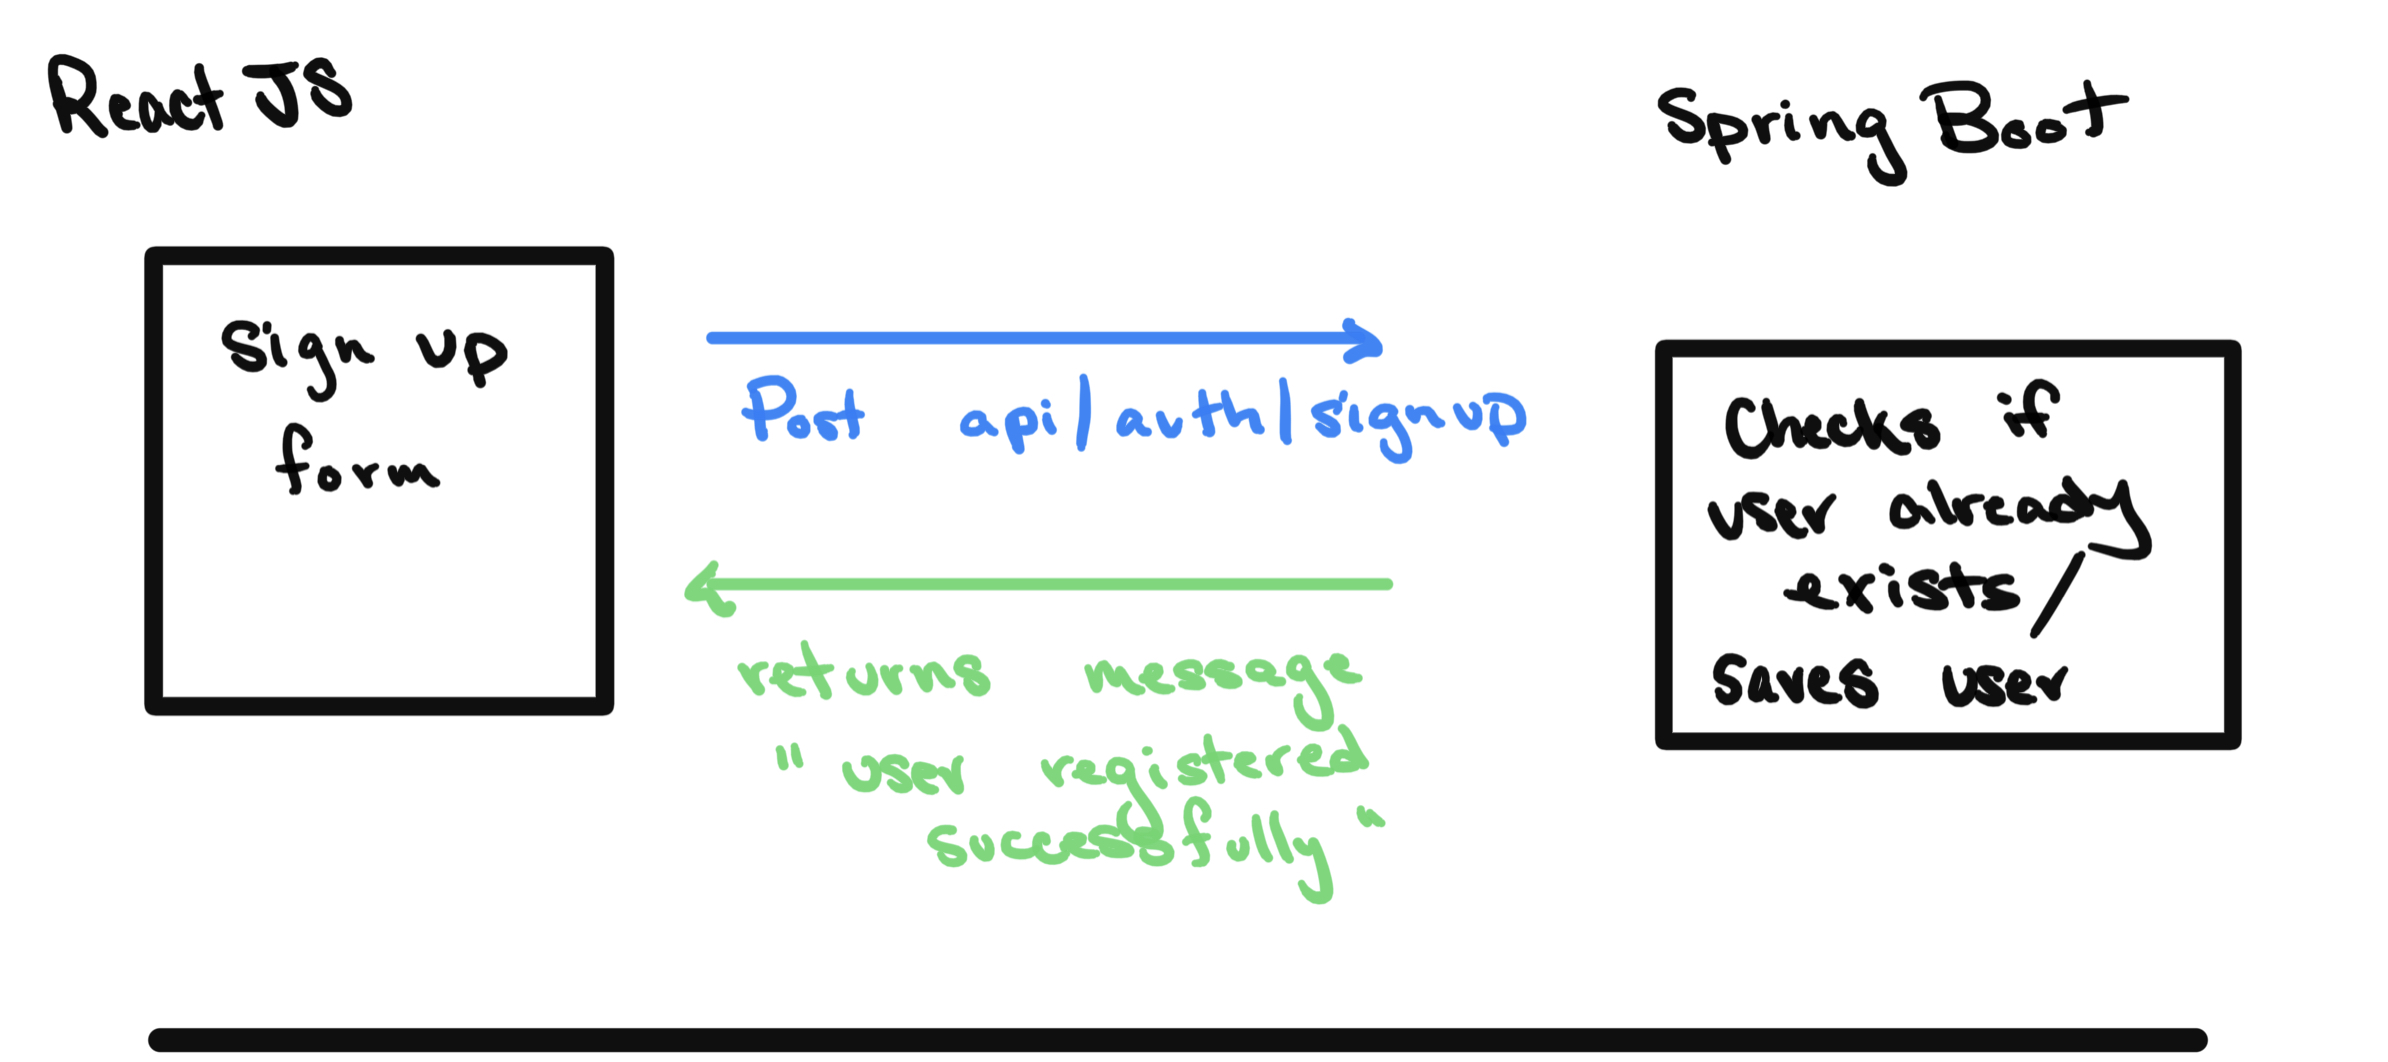 React JS
Spring Boot
Sign up
form
Post api/auth/signup
returns message
"user registered
successfully"
Checks if
user already
exists /
saves user